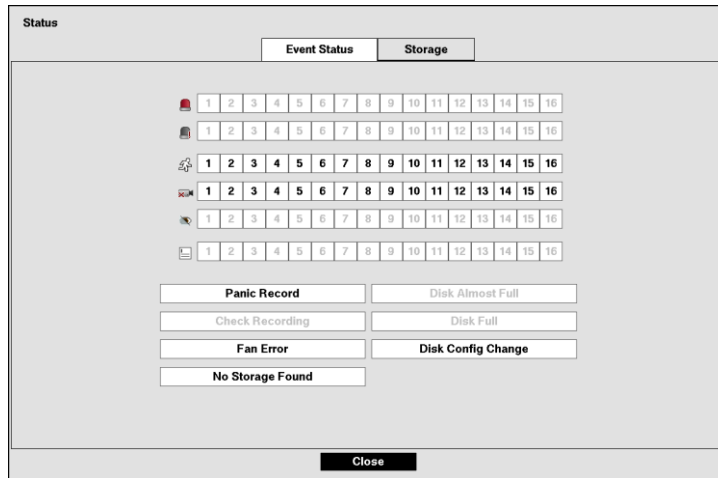 Status
Event Status Storage
1 2 3 4 5 6 7 8 9 10 11 12 13 14 15 16
1 2 3 4 5 6 7 8 9 10 11 12 13 14 15 16
1 2 3 4 5 6 7 8 9 10 11 12 13 14 15 16
1 2 3 4 5 6 7 8 9 10 11 12 13 14 15 16
1 2 3 4 5 6 7 8 9 10 11 12 13 14 15 16
1 2 3 4 5 6 7 8 9 10 11 12 13 14 15 16
Panic Record Disk Almost Full
Check Recording Disk Full
Fan Error Disk Config Change
No Storage Found
Close